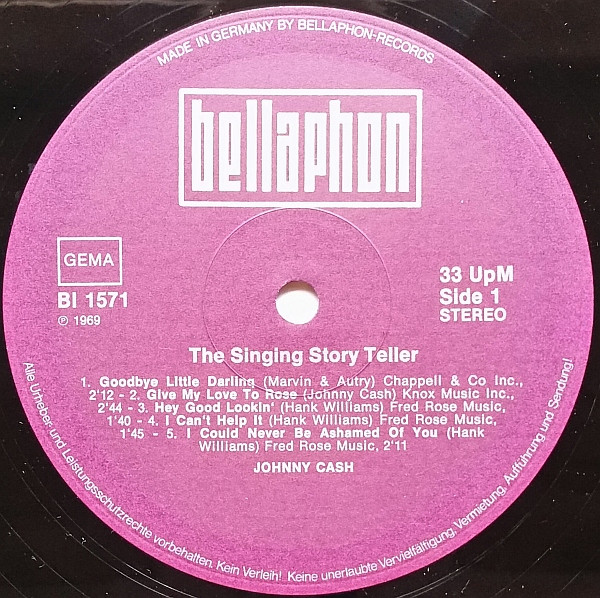 MADE IN GERMANY BY BELLAPHON-RECORDS
bellaphon
GEMA
BI 1571
℗ 1969
33 UpM
Side 1
STEREO
The Singing Story Teller
1. Goodbye Little Darling (Marvin & Autry) Chappell & Co Inc.,
2'12 - 2. Give My Love To Rose (Johnny Cash) Knox Music Inc.,
2'44 - 3. Hey Good Lookin' (Hank Williams) Fred Rose Music,
1'40 - 4. I Can't Help It (Hank Williams) Fred Rose Music,
1'45 - 5. I Could Never Be Ashamed Of You (Hank
Williams) Fred Rose Music, 2'11
JOHNNY CASH
Alle Urheber- und Leistungsschutzrechte vorbehalten. Kein Verleih! Keine unerlaubte Vervielfältigung, Vermietung, Aufführung und Sendung!